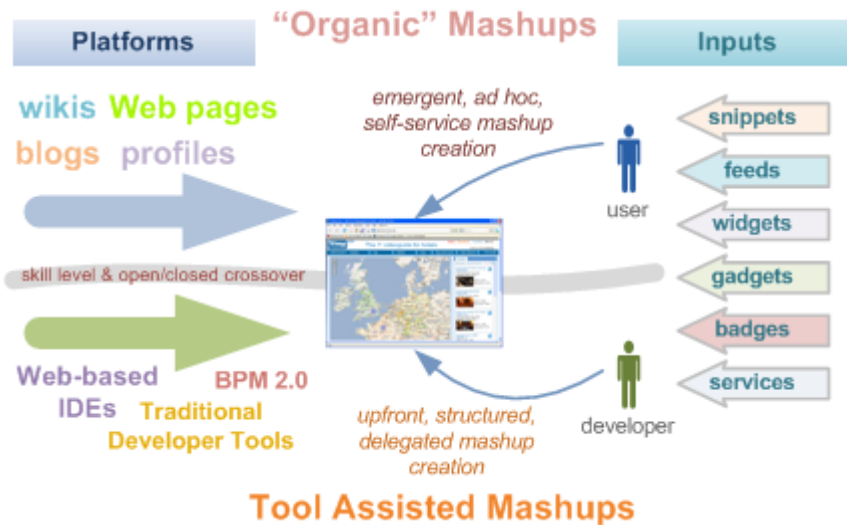 “Organic” Mashups
Platforms
Inputs
wikis Web pages
blogs profiles
emergent, ad hoc,
self-service mashup
creation
user
snippets
feeds
widgets
gadgets
badges
services
skill level & open/closed crossover
Web-based
IDEs
BPM 2.0
Traditional
Developer Tools
upfront, structured,
delegated mashup
creation
developer
Tool Assisted Mashups